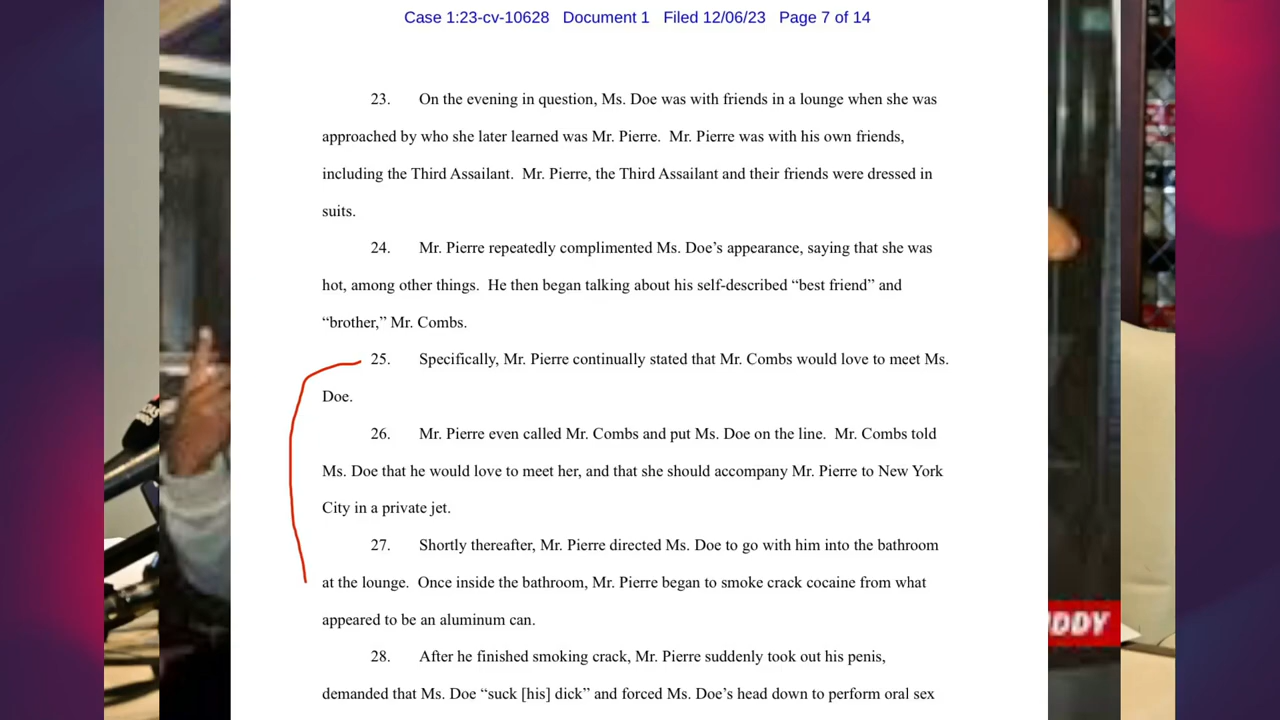 Case 1:23-cv-10628 Document 1 Filed 12/06/23 Page 7 of 14
23. On the evening in question, Ms. Doe was with friends in a lounge when she was
approached by who she later learned was Mr. Pierre. Mr. Pierre was with his own friends,
including the Third Assailant. Mr. Pierre, the Third Assailant and their friends were dressed in
suits.
24. Mr. Pierre repeatedly complimented Ms. Doe’s appearance, saying that she was
hot, among other things. He then began talking about his self-described “best friend” and
“brother,” Mr. Combs.
25. Specifically, Mr. Pierre continually stated that Mr. Combs would love to meet Ms.
Doe.
26. Mr. Pierre even called Mr. Combs and put Ms. Doe on the line. Mr. Combs told
Ms. Doe that he would love to meet her, and that she should accompany Mr. Pierre to New York
City in a private jet.
27. Shortly thereafter, Mr. Pierre directed Ms. Doe to go with him into the bathroom
at the lounge. Once inside the bathroom, Mr. Pierre began to smoke crack cocaine from what
appeared to be an aluminum can.
28. After he finished smoking crack, Mr. Pierre suddenly took out his penis,
demanded that Ms. Doe “suck [his] dick” and forced Ms. Doe’s head down to perform oral sex